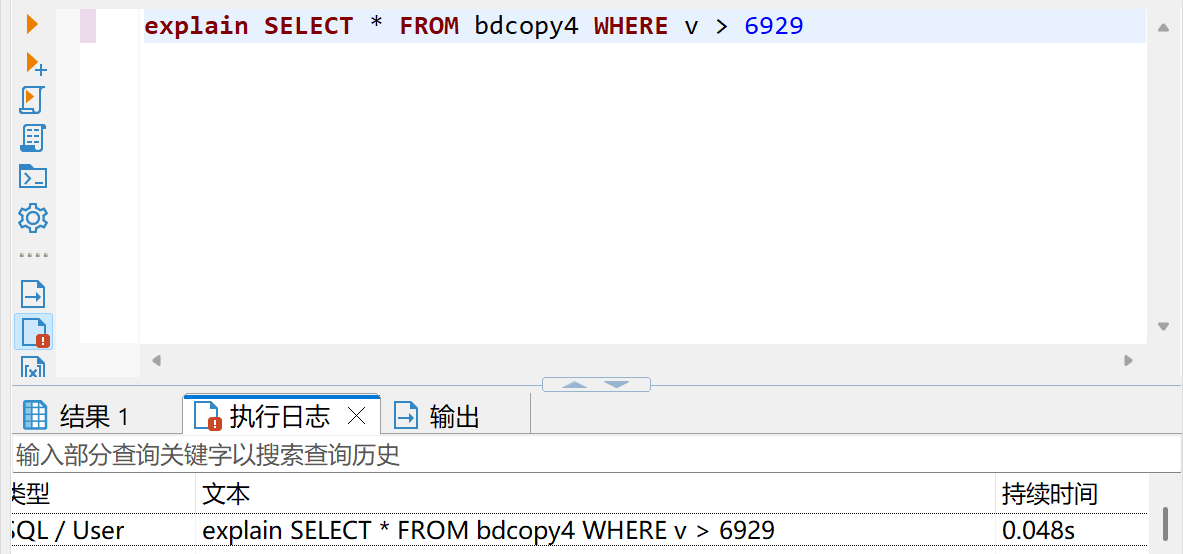 explain SELECT * FROM bdcopy4 WHERE v > 6929
结果 1 执行日志 输出
输入部分查询关键字以搜索查询历史
类型 文本 持续时间
SQL / User explain SELECT * FROM bdcopy4 WHERE v > 6929 0.048s